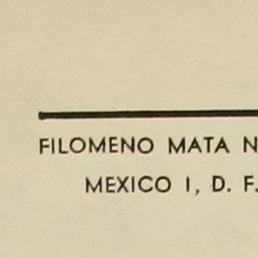 FILOMENO MATA N
MEXICO I, D. F.